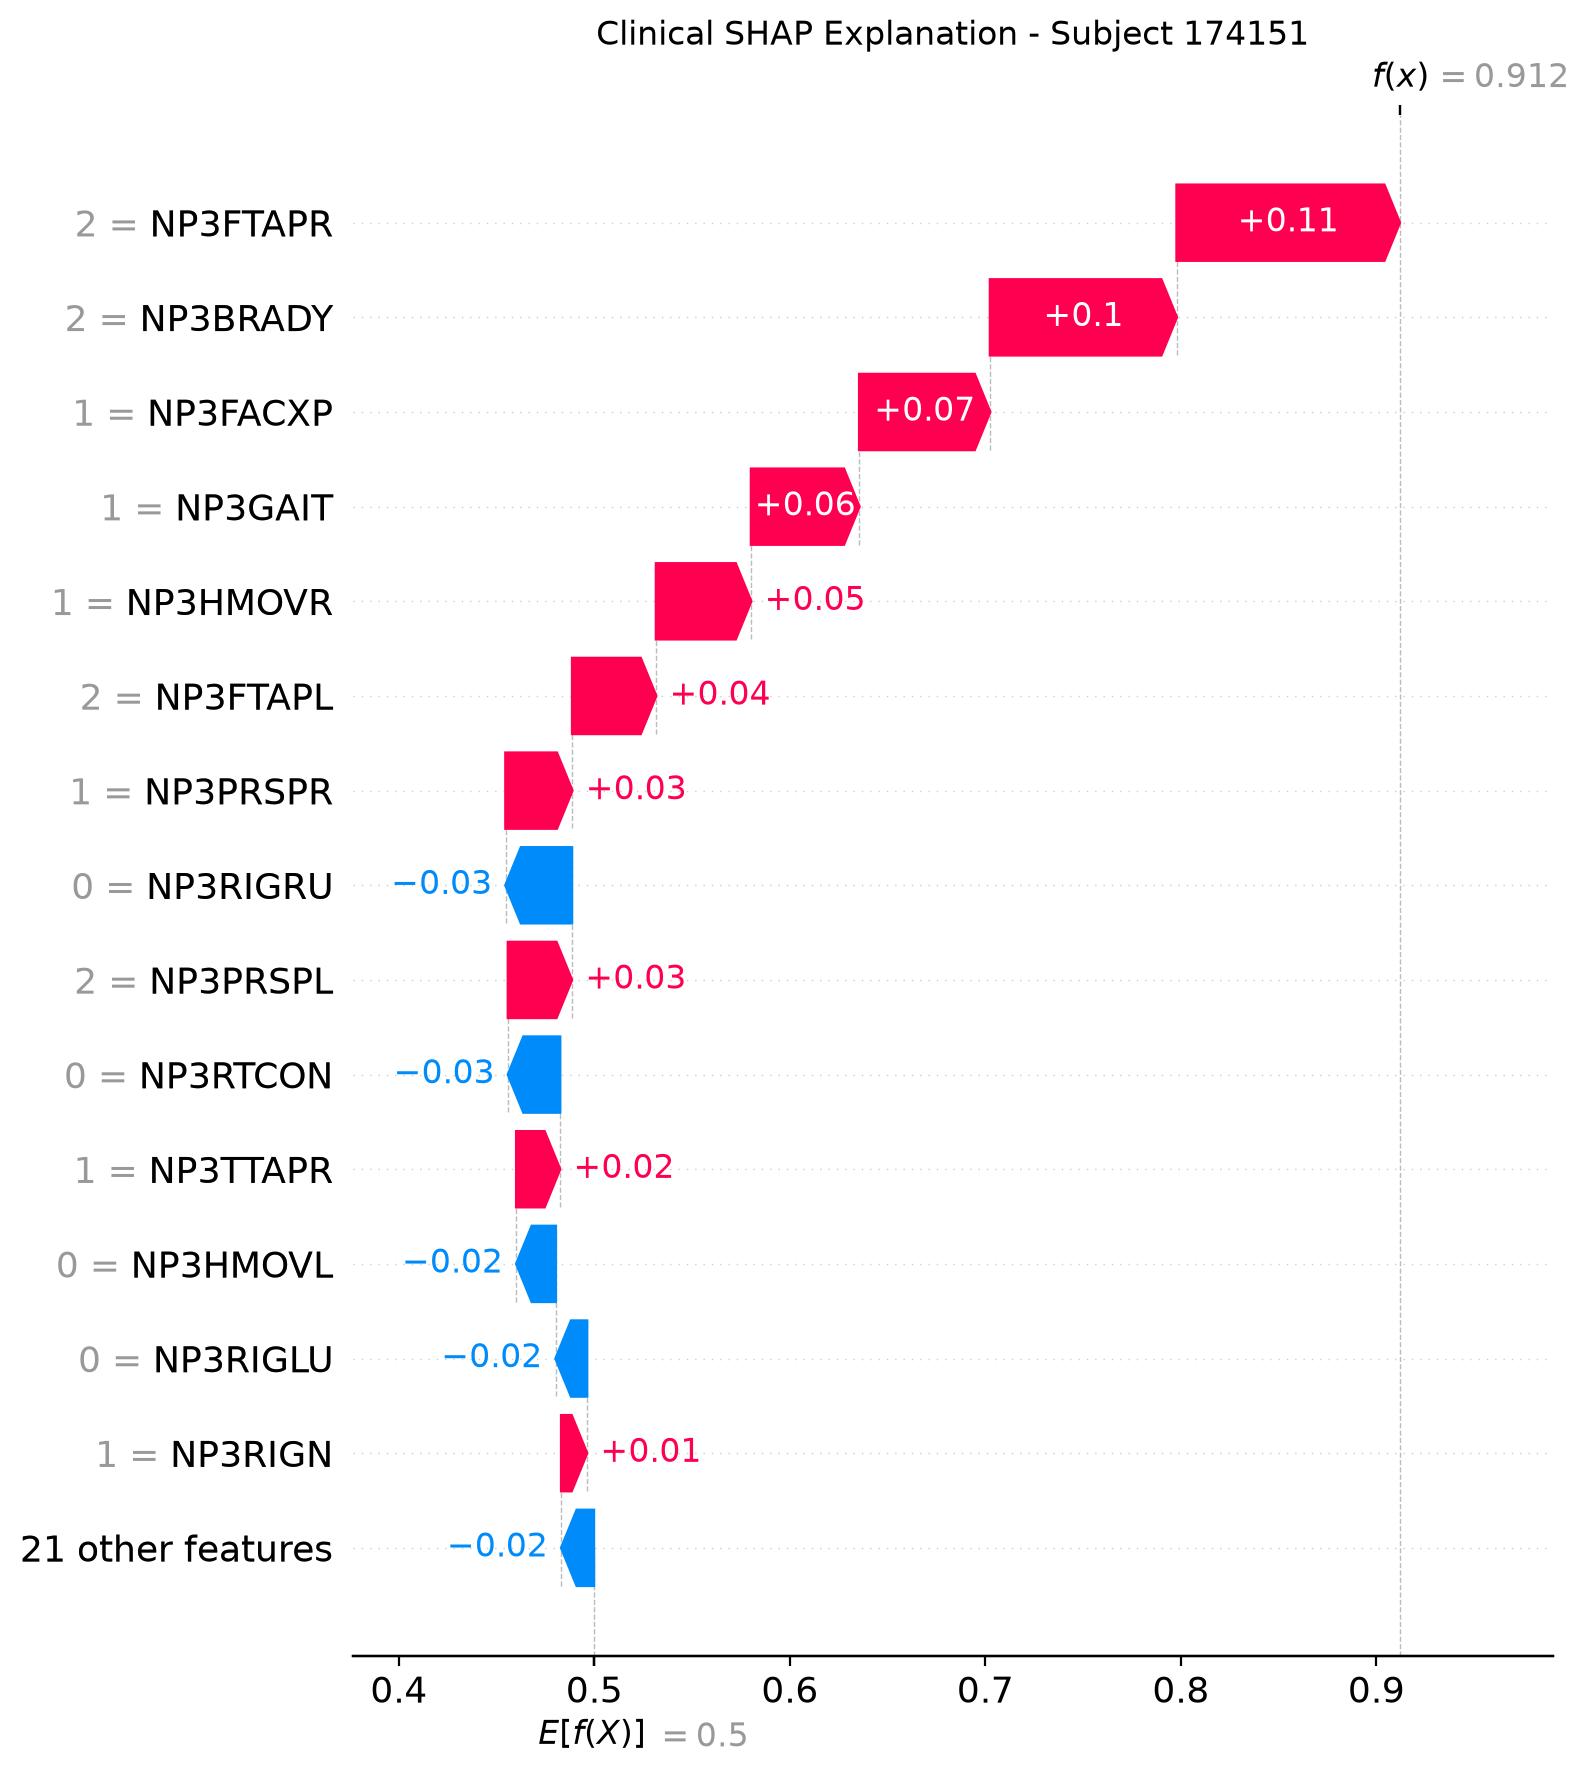 Clinical SHAP Explanation - Subject 174151
f(x) = 0.912
2 = NP3FTAPR +0.11
2 = NP3BRADY +0.1
1 = NP3FACXP +0.07
1 = NP3GAIT +0.06
1 = NP3HMOVR +0.05
2 = NP3FTAPL +0.04
1 = NP3PRSPR +0.03
0 = NP3RIGRU −0.03
2 = NP3PRSPL +0.03
0 = NP3RTCON −0.03
1 = NP3TTAPR +0.02
0 = NP3HMOVL −0.02
0 = NP3RIGLU −0.02
1 = NP3RIGN +0.01
21 other features −0.02
0.4 0.5 0.6 0.7 0.8 0.9
E[f(X)] = 0.5